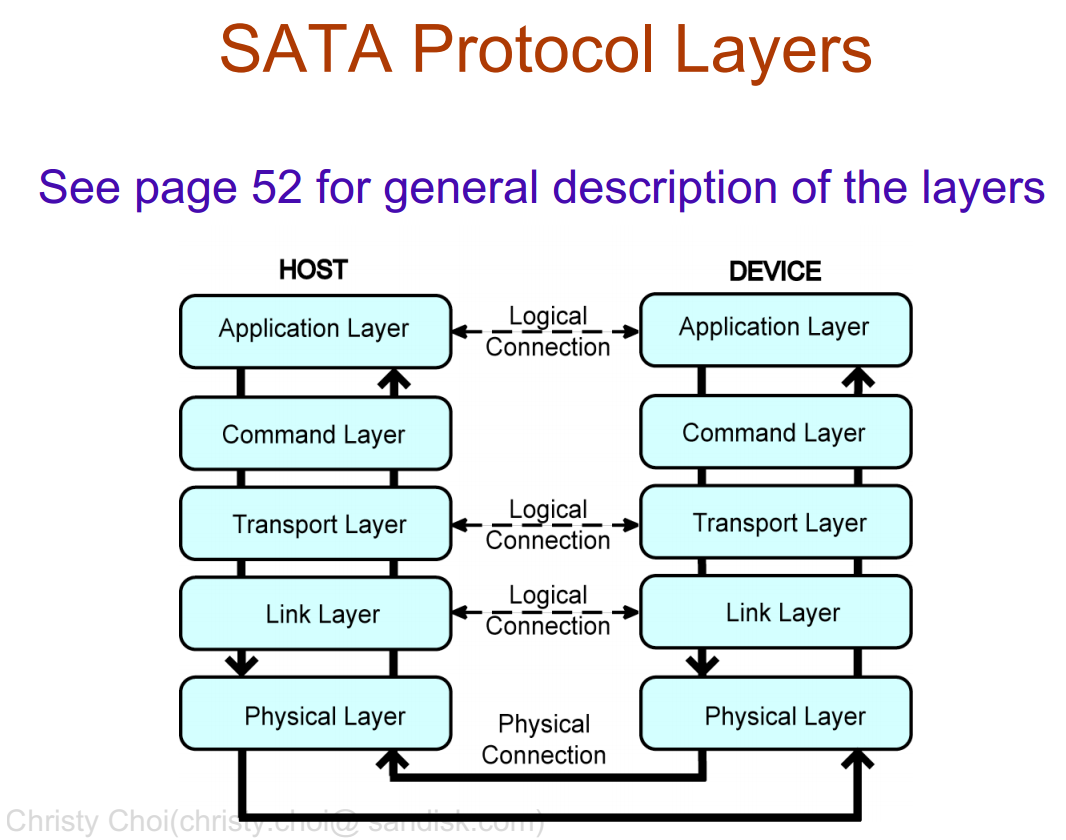 SATA Protocol Layers
See page 52 for general description of the layers
HOST
DEVICE
Application Layer
Logical
Connection
Application Layer
Command Layer
Command Layer
Transport Layer
Logical
Connection
Transport Layer
Link Layer
Logical
Connection
Link Layer
Physical Layer
Physical
Connection
Physical Layer
Christy Choi(christy.choi@ sandisk.com)